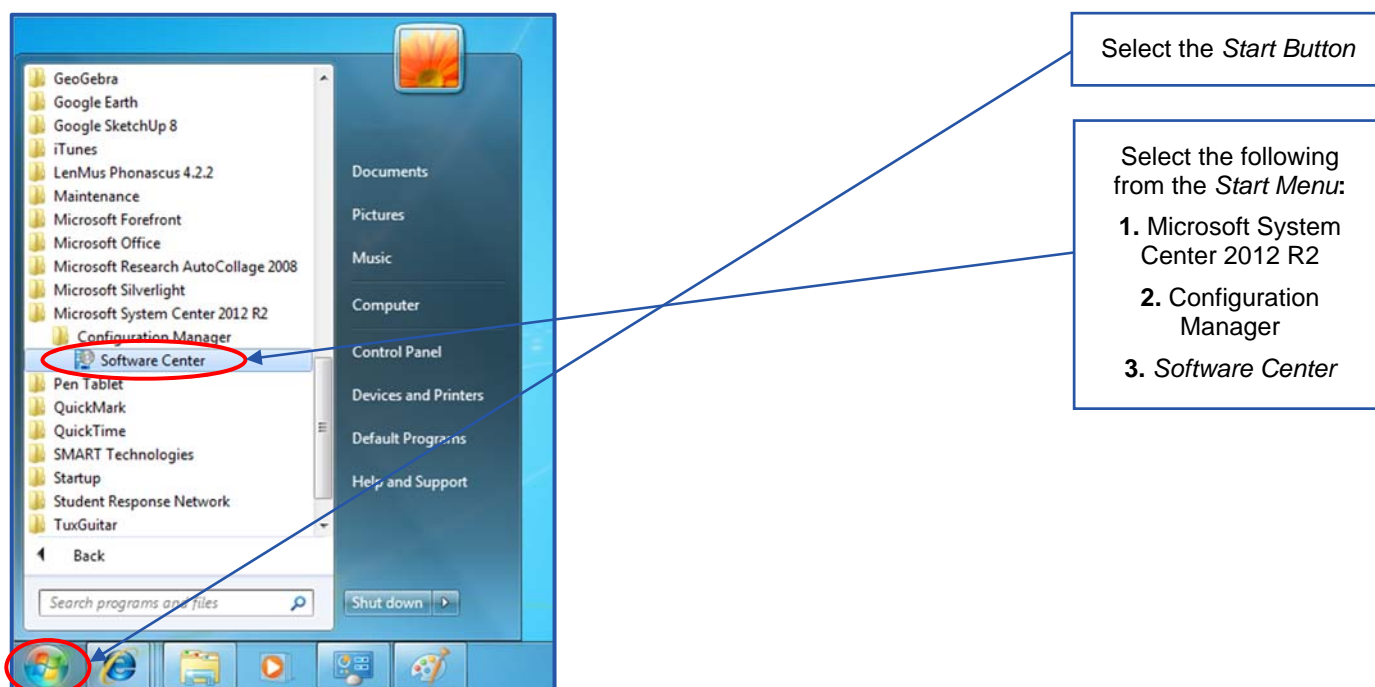 GeoGebra
Google Earth
Google SketchUp 8
iTunes
LenMus Phonascus 4.2.2
Maintenance
Microsoft Forefront
Microsoft Office
Microsoft Research AutoCollage 2008
Microsoft Silverlight
Microsoft System Center 2012 R2
Configuration Manager
Software Center
Pen Tablet
QuickMark
QuickTime
SMART Technologies
Startup
Student Response Network
TuxGuitar
Back
Search programs and files
Documents
Pictures
Music
Computer
Control Panel
Devices and Printers
Default Programs
Help and Support
Shut down
Select the Start Button
Select the following
from the Start Menu:
1. Microsoft System
Center 2012 R2
2. Configuration
Manager
3. Software Center